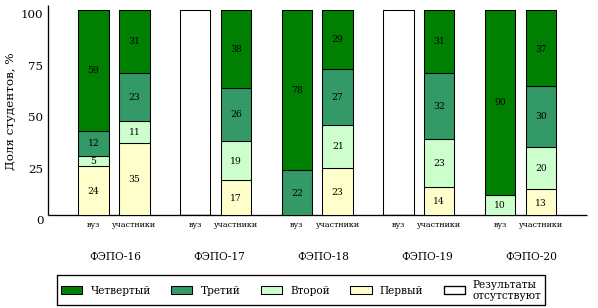 Доля студентов, %
100
75
50
25
0
59 12 5 24
31 23 11 35
38 26 19 17
78 22
29 27 21 23
31 32 23 14
90 10
37 30 20 13
вуз участники вуз участники вуз участники вуз участники вуз участники
ФЭПО-16 ФЭПО-17 ФЭПО-18 ФЭПО-19 ФЭПО-20
Четвертый Третий Второй Первый Результаты
отсутствуют